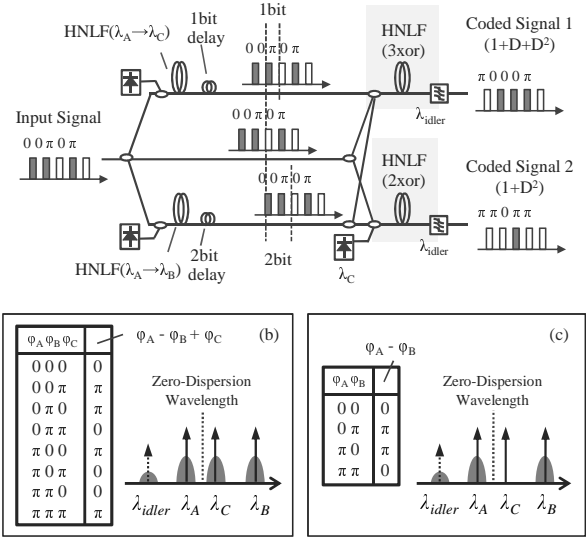 1bit
HNLF(λA→λC)
1bit
delay
0 0 π 0 π
HNLF
(3xor)
Coded Signal 1
(1+D+D²)
π 0 0 0 π
λidler
Input Signal
0 0 π 0 π
0 0 π 0 π
HNLF
(2xor)
Coded Signal 2
(1+D²)
π π 0 π π
0 0 π 0 π
λidler
HNLF(λA→λB)
2bit
delay
2bit
λC
(b)
φA φB φC
φA - φB + φC
0 0 0 0
0 0 π π
0 π 0 π
0 π π 0
π 0 0 π
π 0 π 0
π π 0 0
π π π π
Zero-Dispersion
Wavelength
λidler λA λC λB
(c)
φA - φB
φA φB
0 0 0
0 π π
π 0 π
π π 0
Zero-Dispersion
Wavelength
λidler λA λC λB